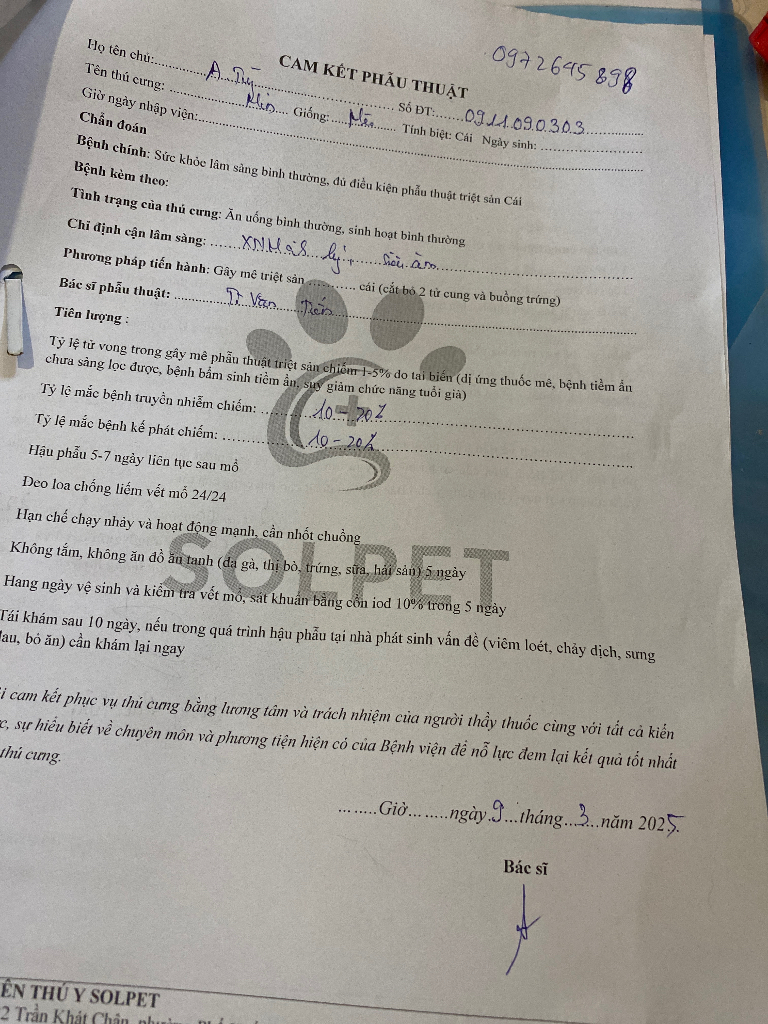 0972645898
CAM KẾT PHẪU THUẬT
Họ tên chủ:.......... A. ............ Số ĐT:.......0911.090.303..............
Tên thú cưng: .................... Giống:.................. Tính biệt: Cái Ngày sinh: ....................
Giờ ngày nhập viện:....................
Chẩn đoán
Bệnh chính: Sức khỏe lâm sàng bình thường, đủ điều kiện phẫu thuật triệt sản Cái
Bệnh kèm theo:
Tình trạng của thú cưng: Ăn uống bình thường, sinh hoạt bình thường
Chỉ định cận lâm sàng: .......XN ........ lý, ...... siêu âm....................
Phương pháp tiến hành: Gây mê triệt sản ............ cái (cắt bỏ 2 tử cung và buồng trứng)
Bác sĩ phẫu thuật: ............ Văn Tiến....................
Tiên lượng :
Tỷ lệ tử vong trong gây mê phẫu thuật triệt sản chiếm 1-5% do tai biến (dị ứng thuốc mê, bệnh tiềm ẩn
chưa sàng lọc được, bệnh bẩm sinh tiềm ẩn, suy giảm chức năng tuổi già)
Tỷ lệ mắc bệnh truyền nhiễm chiếm: ............10-20%....................
Tỷ lệ mắc bệnh kế phát chiếm: ....................10-20%....................
Hậu phẫu 5-7 ngày liên tục sau mổ
Đeo loa chống liếm vết mổ 24/24
Hạn chế chạy nhảy và hoạt động mạnh, cần nhốt chuồng
Không tắm, không ăn đồ ăn tanh (da gà, thị bò, trứng, sữa, hải sản) 5 ngày
SOLPET
Hang ngày vệ sinh và kiểm tra vết mổ, sát khuẩn bằng cồn iod 10% trong 5 ngày
Tái khám sau 10 ngày, nếu trong quá trình hậu phẫu tại nhà phát sinh vấn đề (viêm loét, chảy dịch, sưng
đau, bỏ ăn) cần khám lại ngay
i cam kết phục vụ thú cưng bằng lương tâm và trách nhiệm của người thầy thuốc cùng với tất cả kiến
c, sự hiểu biết về chuyên môn và phương tiện hiện có của Bệnh viện để nỗ lực đem lại kết quả tốt nhất
thú cưng.
........Giờ........ngày.9...tháng...3...năm 2025.
Bác sĩ
ÊN THÚ Y SOLPET
2 Trần Khát Chân, phường